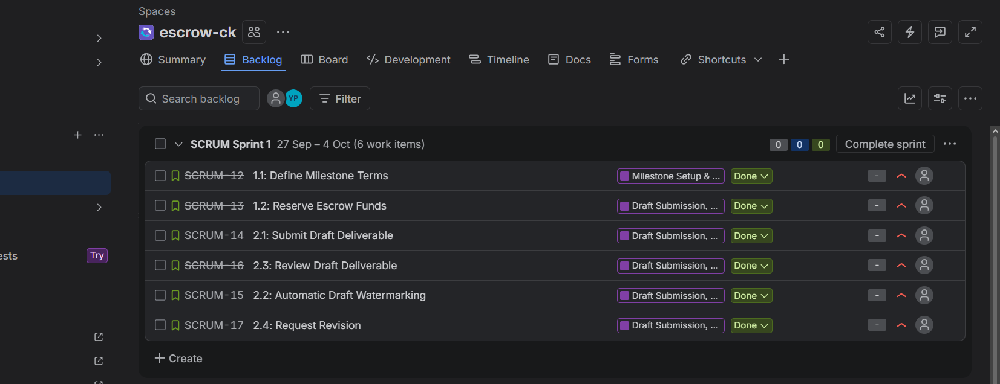 Spaces
escrow-ck
Summary Backlog Board Development Timeline Docs Forms Shortcuts
Search backlog YP Filter
SCRUM Sprint 1 27 Sep – 4 Oct (6 work items) 0 0 0 Complete sprint
SCRUM-12 1.1: Define Milestone Terms Milestone Setup & ... Done -
SCRUM-13 1.2: Reserve Escrow Funds Draft Submission, ... Done -
SCRUM-14 2.1: Submit Draft Deliverable Draft Submission, ... Done -
ests Try
SCRUM-16 2.3: Review Draft Deliverable Draft Submission, ... Done -
SCRUM-15 2.2: Automatic Draft Watermarking Draft Submission, ... Done -
SCRUM-17 2.4: Request Revision Draft Submission, ... Done -
Create